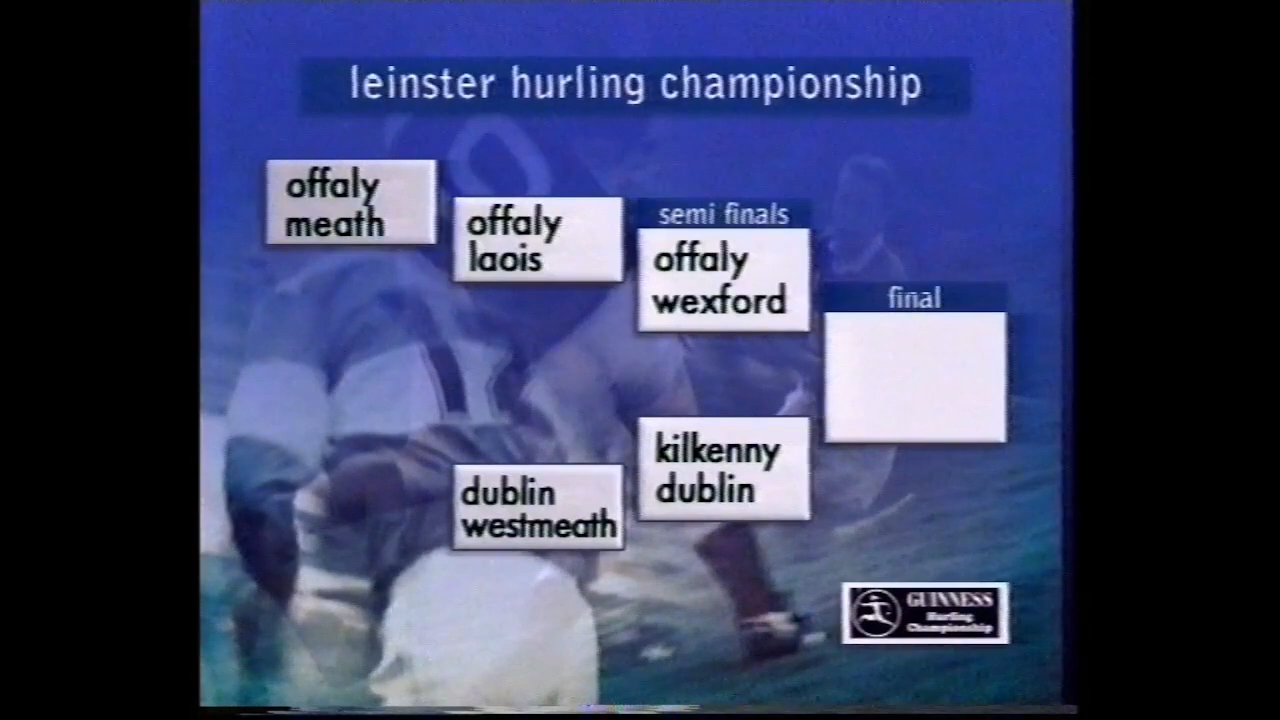 leinster hurling championship
offaly
meath
offaly
laois
semi finals
offaly
wexford
final
kilkenny
dublin
dublin
westmeath
GUINNESS
Hurling
Championship